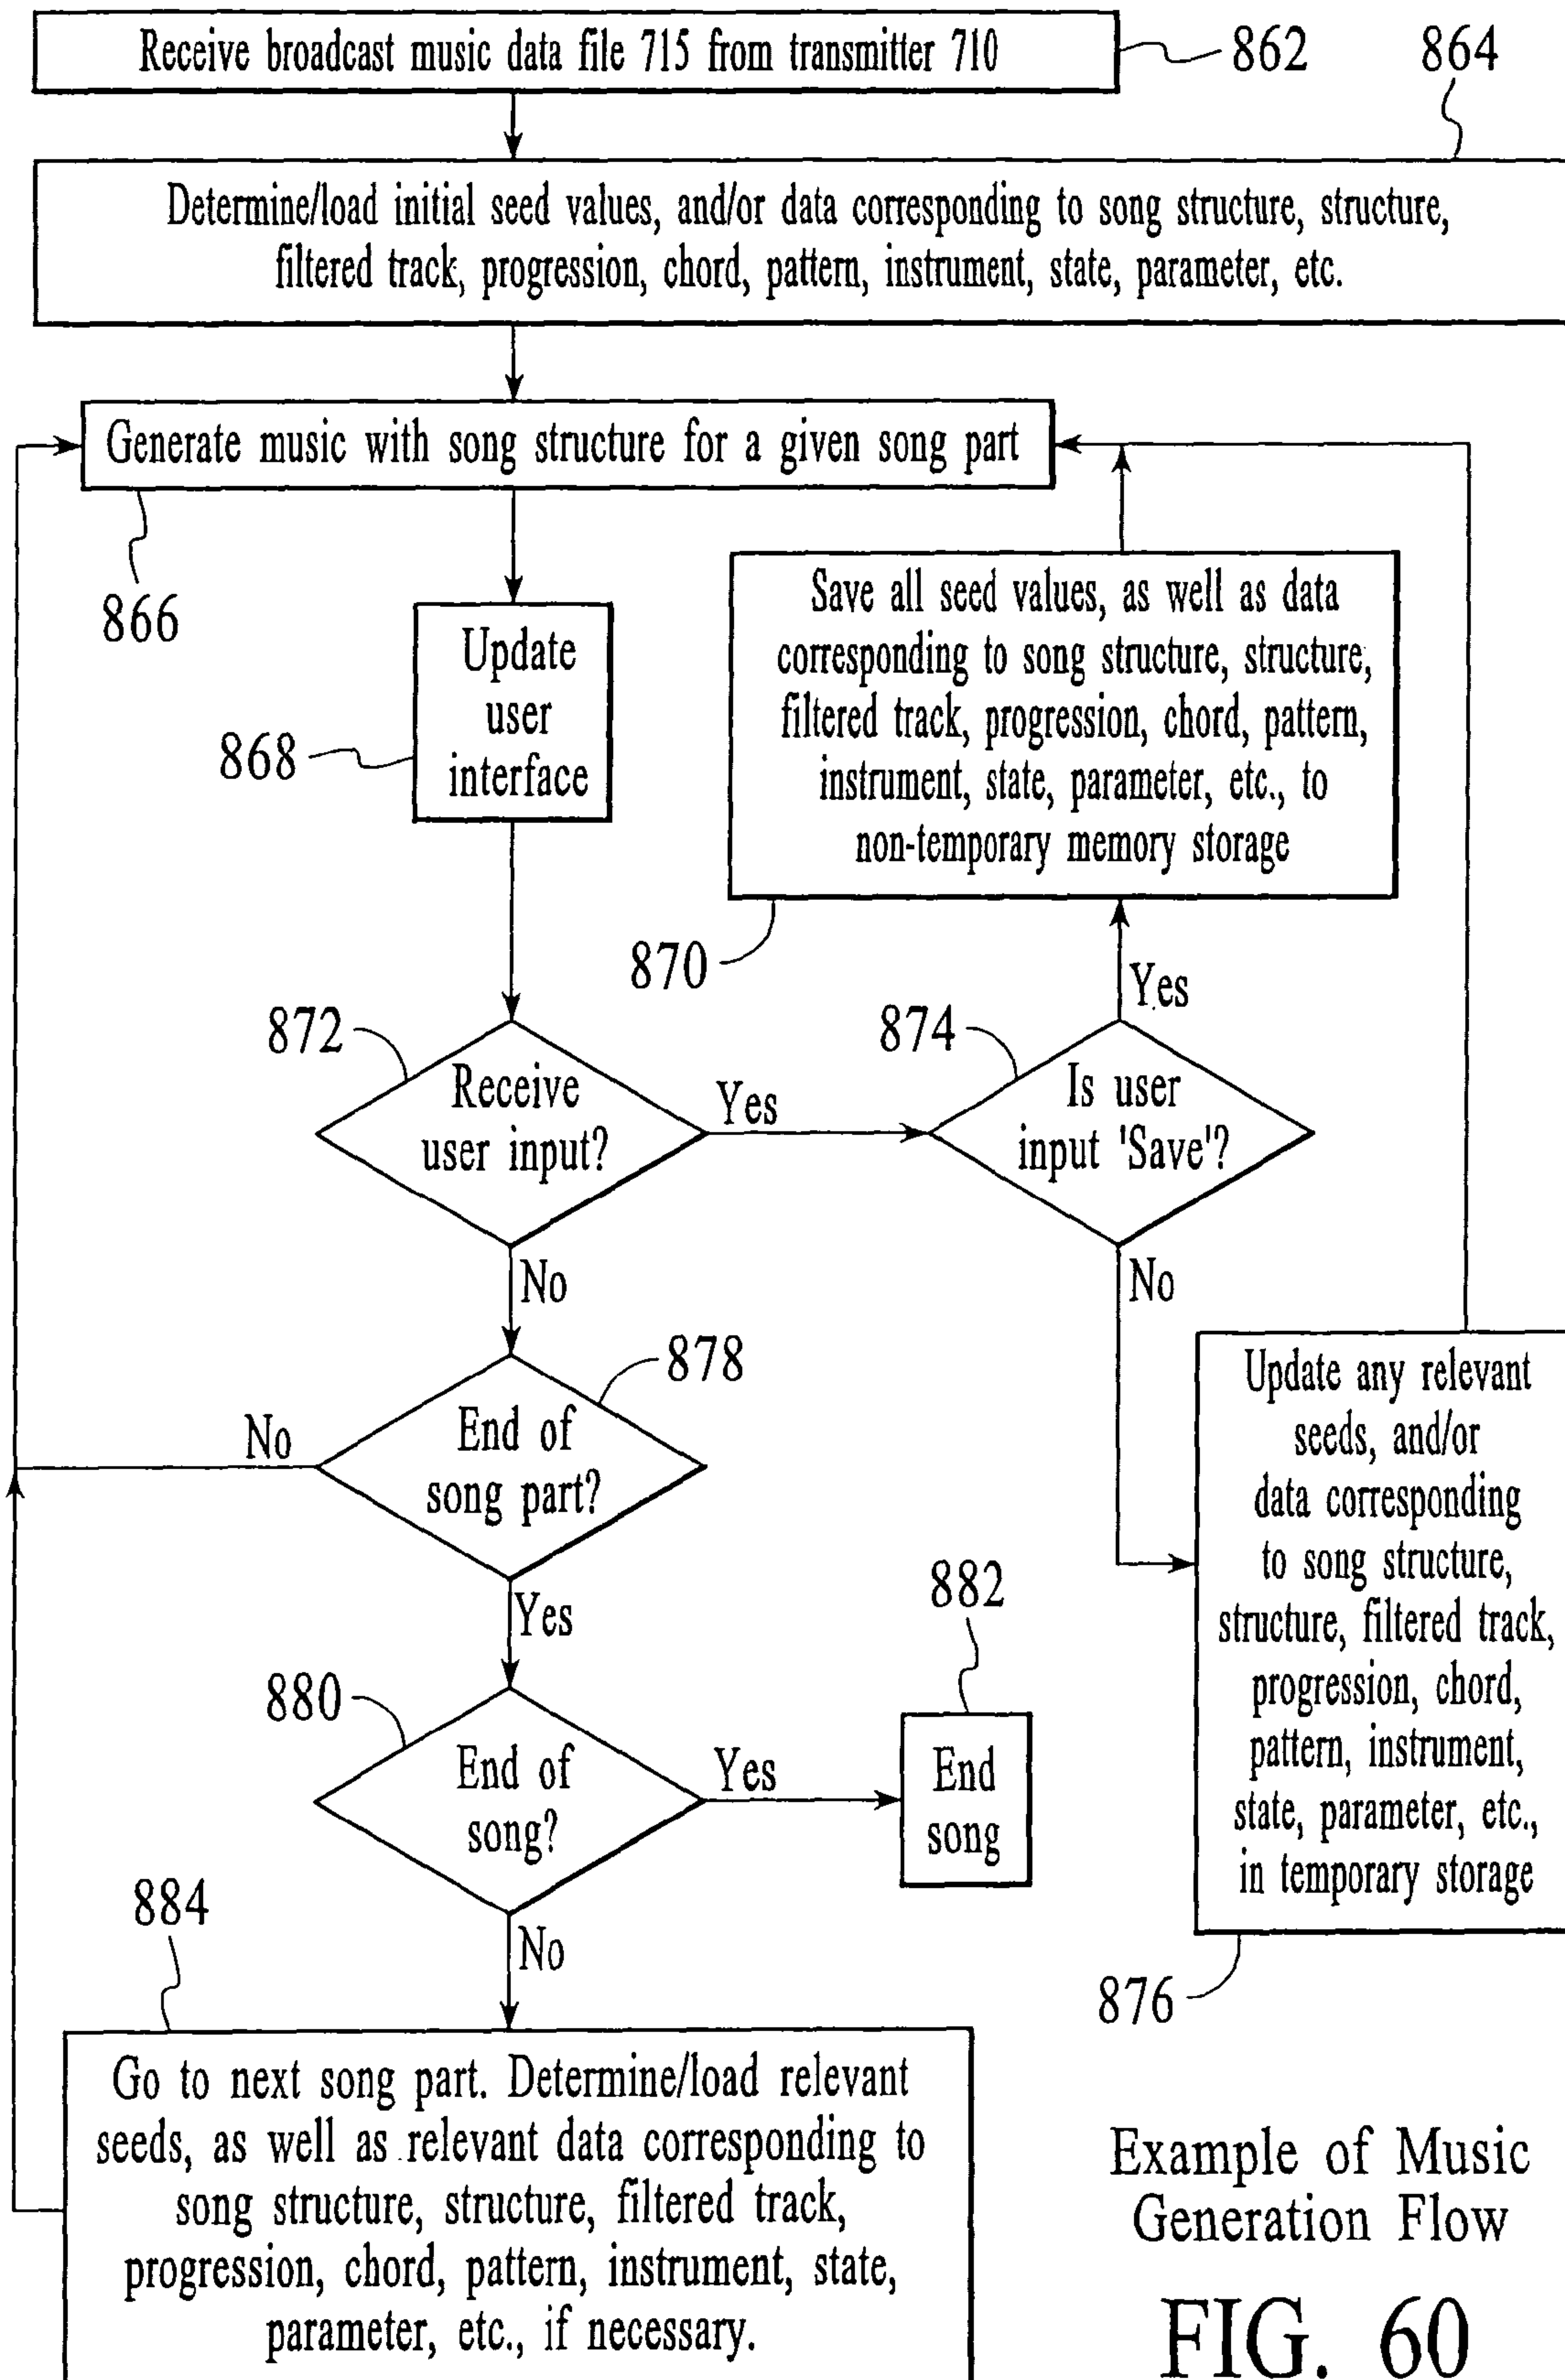 Receive broadcast music data file 715 from transmitter 710
862
864
Determine/load initial seed values, and/or data corresponding to song structure, structure,
filtered track, progression, chord, pattern, instrument, state, parameter, etc.
Generate music with song structure for a given song part
866
Update
user
interface
868
Save all seed values, as well as data
corresponding to song structure, structure,
filtered track, progression, chord, pattern,
instrument, state, parameter, etc., to
non-temporary memory storage
870
Yes
872
Receive
user input?
Yes
874
Is user
input 'Save'?
No
No
878
End of
song part?
No
Yes
Update any relevant
seeds, and/or
data corresponding
to song structure,
structure, filtered track,
progression, chord,
pattern, instrument,
state, parameter, etc.,
in temporary storage
876
880
End of
song?
Yes
882
End
song
No
884
Go to next song part. Determine/load relevant
seeds, as well as relevant data corresponding to
song structure, structure, filtered track,
progression, chord, pattern, instrument, state,
parameter, etc., if necessary.
Example of Music
Generation Flow
FIG. 60